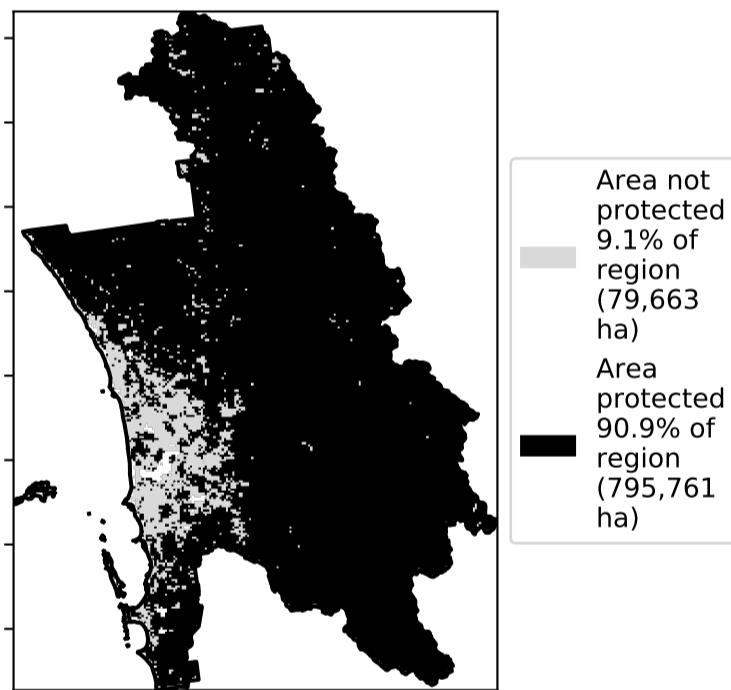 Area not
protected
9.1% of
region
(79,663
ha)
Area
protected
90.9% of
region
(795,761
ha)